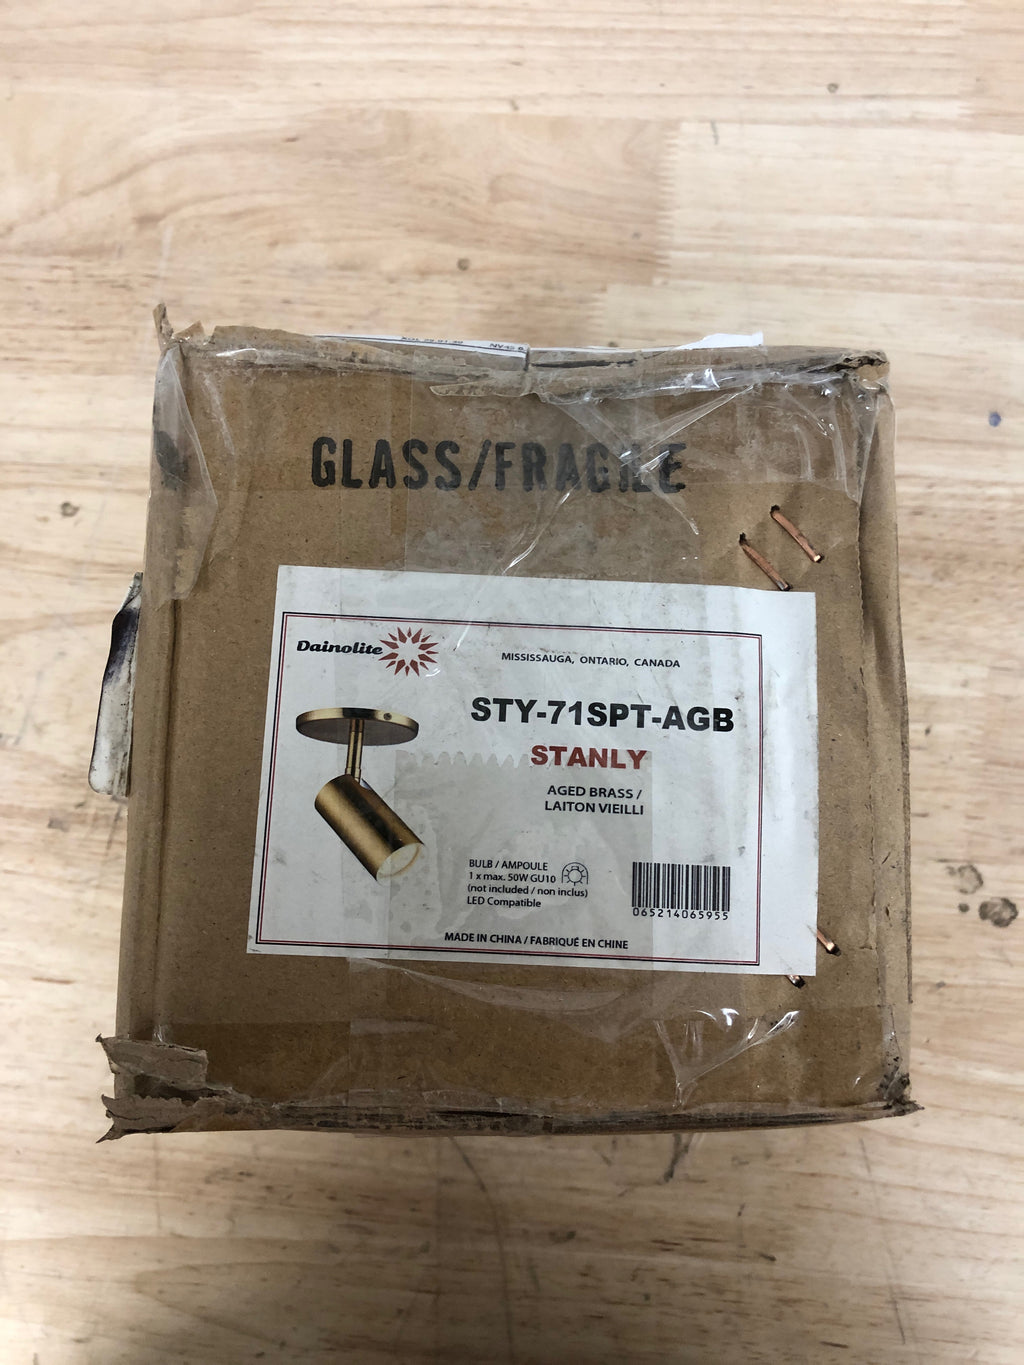 GLASS/FRAGILE
Dainolite
MISSISSAUGA, ONTARIO, CANADA
STY-71SPT-AGB
STANLY
AGED BRASS /
LAITON VIEILLI
BULB / AMPOULE
1 x max. 50W GU10
(not included / non inclus)
LED Compatible
065214065955
MADE IN CHINA / FABRIQUÉ EN CHINE